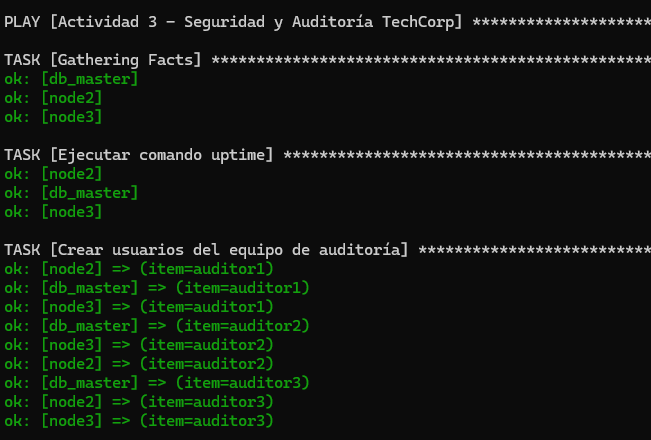 PLAY [Actividad 3 - Seguridad y Auditoría TechCorp] ********************
TASK [Gathering Facts] *************************************************
ok: [db_master]
ok: [node2]
ok: [node3]
TASK [Ejecutar comando uptime] *****************************************
ok: [node2]
ok: [db_master]
ok: [node3]
TASK [Crear usuarios del equipo de auditoría] **************************
ok: [node2] => (item=auditor1)
ok: [db_master] => (item=auditor1)
ok: [node3] => (item=auditor1)
ok: [db_master] => (item=auditor2)
ok: [node3] => (item=auditor2)
ok: [node2] => (item=auditor2)
ok: [db_master] => (item=auditor3)
ok: [node2] => (item=auditor3)
ok: [node3] => (item=auditor3)